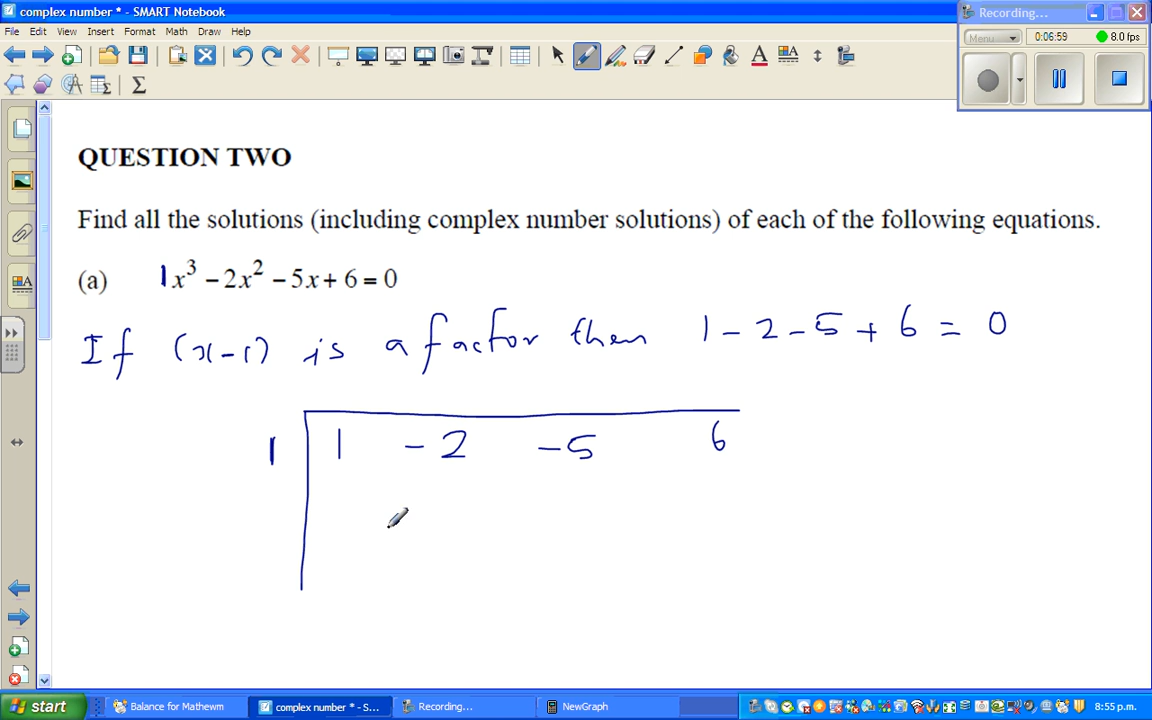 complex number * - SMART Notebook
Recording...
File Edit View Insert Format Math Draw Help
Menu 0:06:59 8.0 fps
QUESTION TWO
Find all the solutions (including complex number solutions) of each of the following equations.
(a) 1x³ − 2x² − 5x + 6 = 0
If (x-1) is a factor then 1 - 2 - 5 + 6 = 0
1 1 - 2 - 5 6
start Balance for Mathewm complex number * - S... Recording... NewGraph 8:55 p.m.